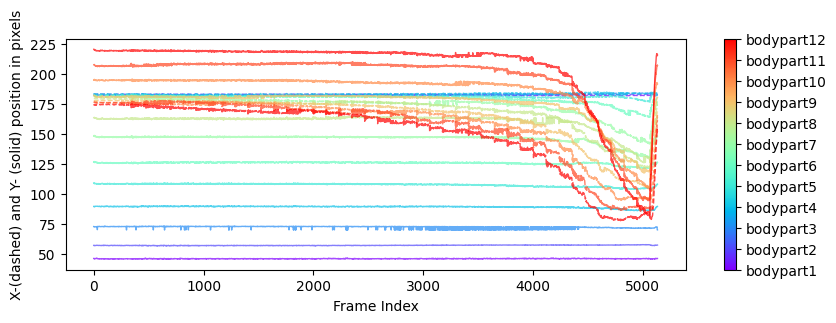 X-(dashed) and Y- (solid) position in pixels
225
200
175
150
125
100
75
50
0
1000
2000
3000
4000
5000
Frame Index
bodypart12
bodypart11
bodypart10
bodypart9
bodypart8
bodypart7
bodypart6
bodypart5
bodypart4
bodypart3
bodypart2
bodypart1